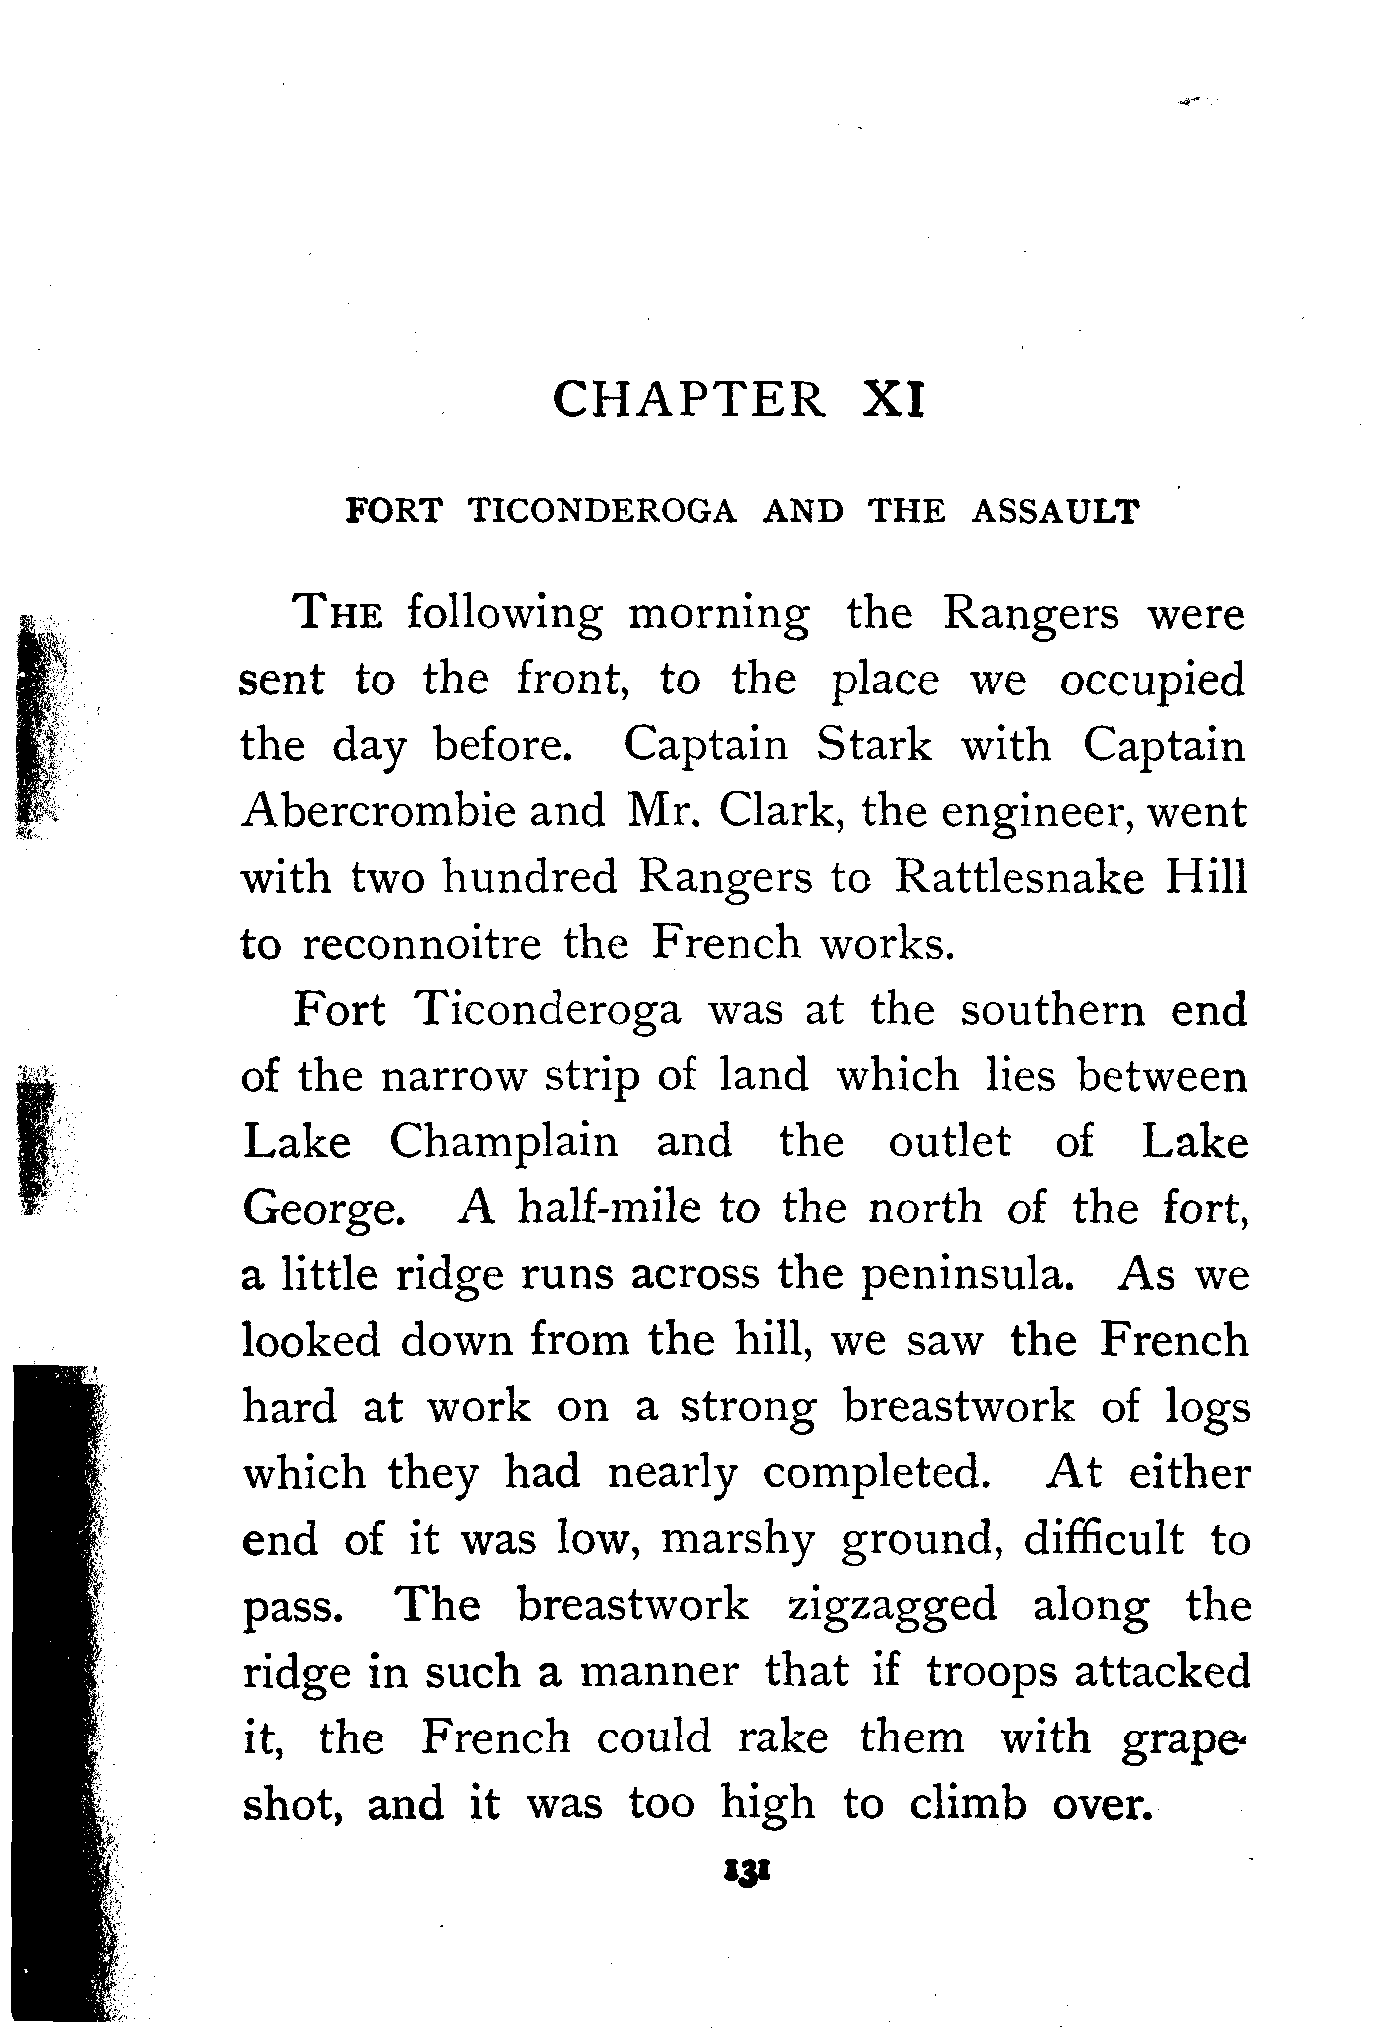 CHAPTER XI
FORT TICONDEROGA AND THE ASSAULT
THE following morning the Rangers were
sent to the front, to the place we occupied
the day before. Captain Stark with Captain
Abercrombie and Mr. Clark, the engineer, went
with two hundred Rangers to Rattlesnake Hill
to reconnoitre the French works.
Fort Ticonderoga was at the southern end
of the narrow strip of land which lies between
Lake Champlain and the outlet of Lake
George. A half-mile to the north of the fort,
a little ridge runs across the peninsula. As we
looked down from the hill, we saw the French
hard at work on a strong breastwork of logs
which they had nearly completed. At either
end of it was low, marshy ground, difficult to
pass. The breastwork zigzagged along the
ridge in such a manner that if troops attacked
it, the French could rake them with grape-
shot, and it was too high to climb over.
131